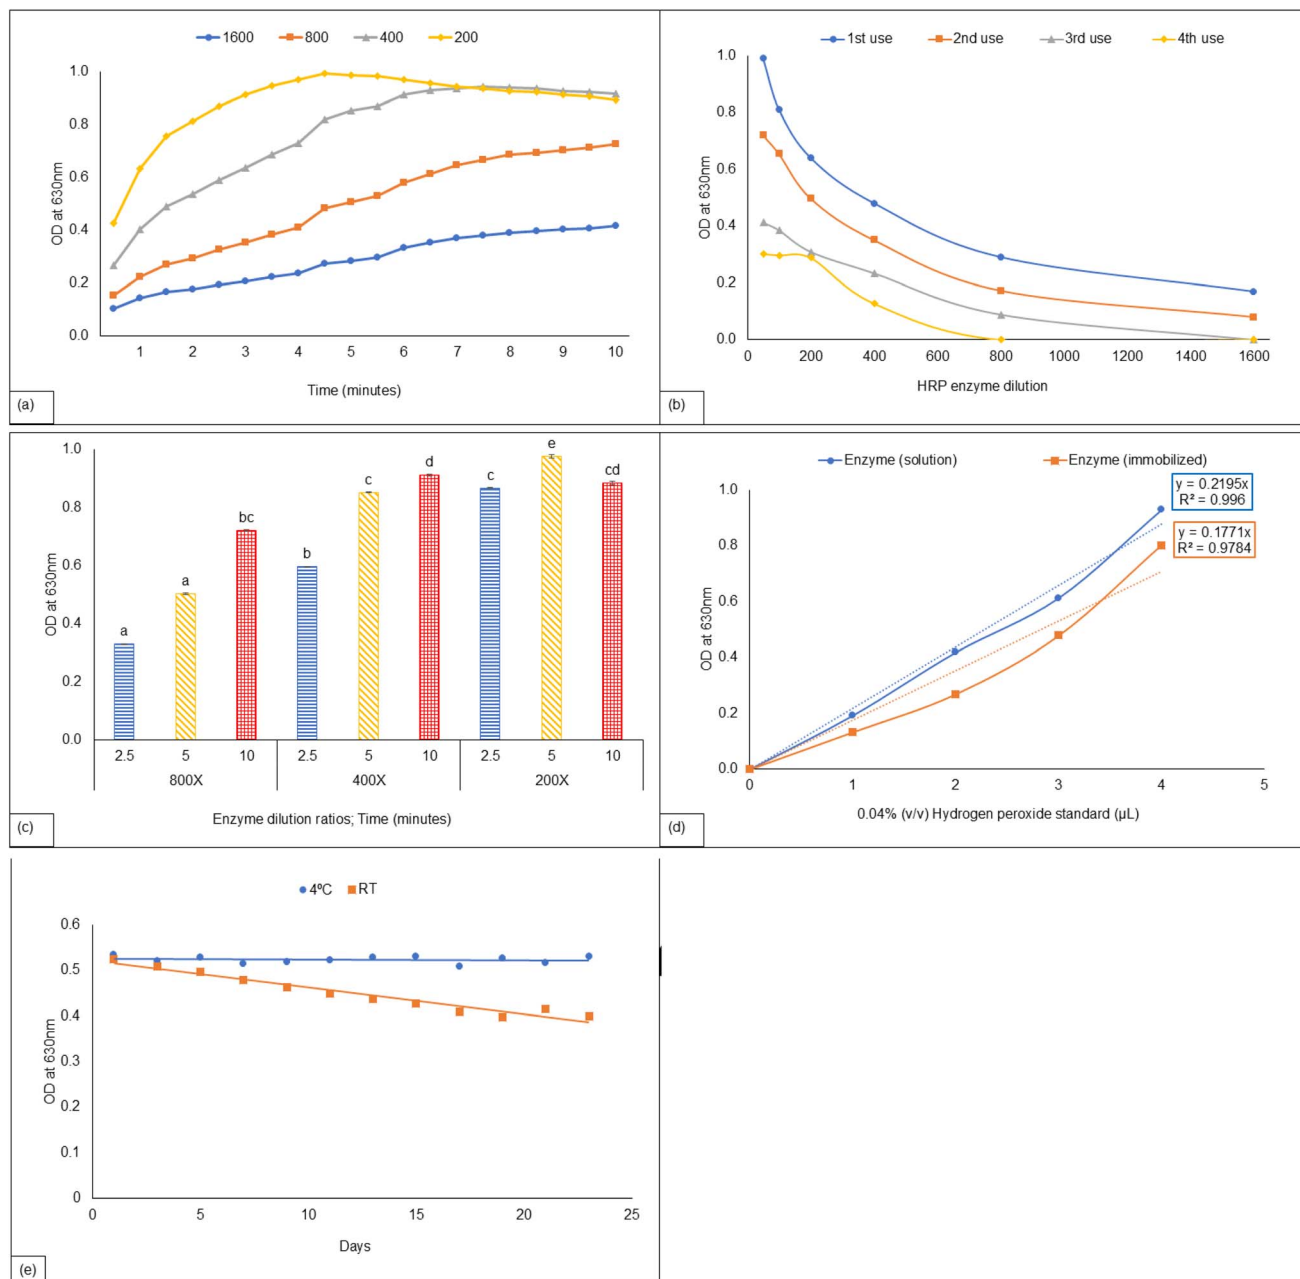 1600 800 400 200
1.0
0.8
0.6
0.4
0.2
0.0
OD at 630nm
1 2 3 4 5 6 7 8 9 10
Time (minutes)
(a)
1st use 2nd use 3rd use 4th use
1.0
0.8
0.6
0.4
0.2
0.0
OD at 630nm
0 200 400 600 800 1000 1200 1400 1600
HRP enzyme dilution
(b)
1.0
0.8
0.6
0.4
0.2
0.0
OD at 630nm
a a bc b c d c e cd
2.5 5 10 2.5 5 10 2.5 5 10
800X 400X 200X
Enzyme dilution ratios; Time (minutes)
(c)
Enzyme (solution) Enzyme (immobilized)
y = 0.2195x
R² = 0.996
y = 0.1771x
R² = 0.9784
1.0
0.8
0.6
0.4
0.2
0.0
OD at 630nm
0 1 2 3 4 5
0.04% (v/v) Hydrogen peroxide standard (µL)
(d)
4ºC RT
0.6
0.5
0.4
0.3
0.2
0.1
0
OD at 630nm
0 5 10 15 20 25
Days
(e)